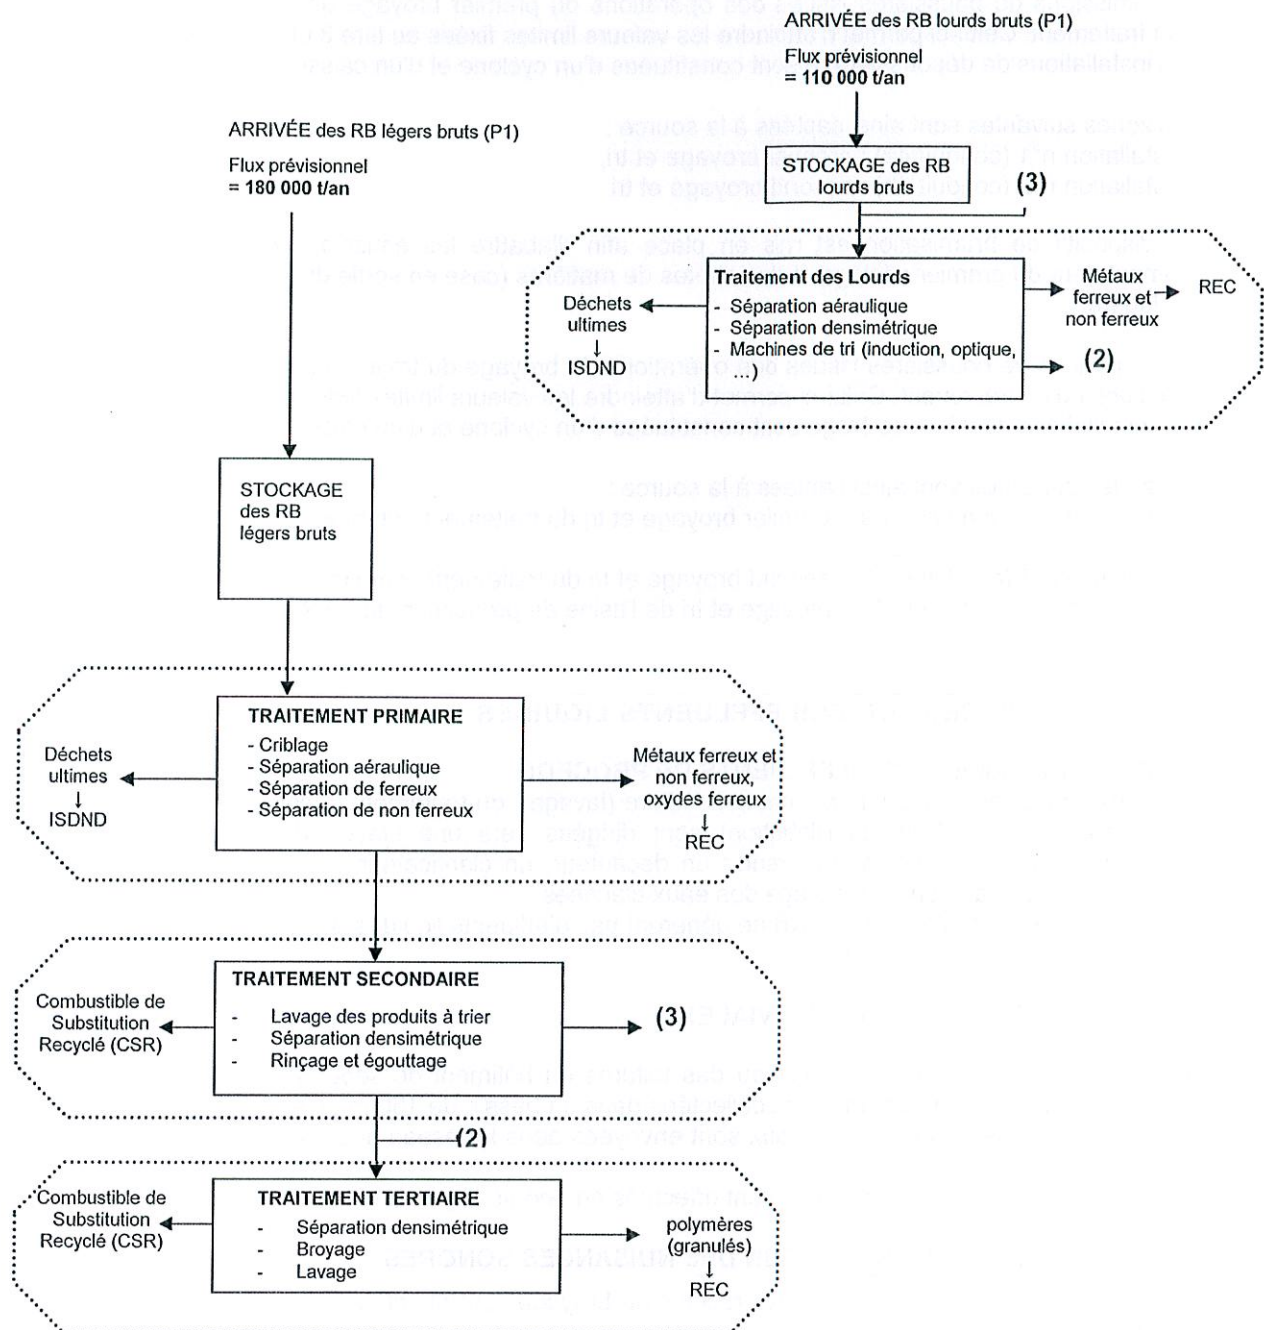 ARRIVÉE des RB lourds bruts (P1)
Flux prévisionnel
= 110 000 t/an
ARRIVÉE des RB légers bruts (P1)
Flux prévisionnel
= 180 000 t/an
STOCKAGE des RB
lourds bruts
(3)
Traitement des Lourds
- Séparation aéraulique
- Séparation densimétrique
- Machines de tri (induction, optique,
...)
Déchets
ultimes
↓
ISDND
Métaux
ferreux et
non ferreux
REC
(2)
STOCKAGE
des RB
légers bruts
TRAITEMENT PRIMAIRE
- Criblage
- Séparation aéraulique
- Séparation de ferreux
- Séparation de non ferreux
Déchets
ultimes
↓
ISDND
Métaux ferreux et
non ferreux,
oxydes ferreux
↓
REC
TRAITEMENT SECONDAIRE
- Lavage des produits à trier
- Séparation densimétrique
- Rinçage et égouttage
Combustible de
Substitution
Recyclé (CSR)
(3)
(2)
TRAITEMENT TERTIAIRE
- Séparation densimétrique
- Broyage
- Lavage
Combustible de
Substitution
Recyclé (CSR)
polymères
(granulés)
↓
REC